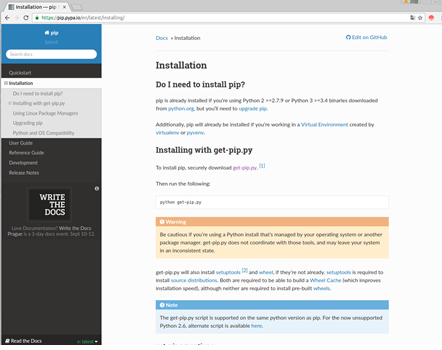 Installation — pip
https://pip.pypa.io/en/latest/installing/
pip
latest
Search docs
Quickstart
Installation
Do I need to install pip?
Installing with get-pip.py
Using Linux Package Managers
Upgrading pip
Python and OS Compatibility
User Guide
Reference Guide
Development
Release Notes
WRITE
THE
DOCS
Love Documentation? Write the Docs
Prague is a 3-day docs event: Sept 10-12.
Read the Docs
v: latest
Docs » Installation
Edit on GitHub
Installation
Do I need to install pip?
pip is already installed if you're using Python 2 >=2.7.9 or Python 3 >=3.4 binaries downloaded
from python.org, but you'll need to upgrade pip.
Additionally, pip will already be installed if you're working in a Virtual Environment created by
virtualenv or pyvenv.
Installing with get-pip.py
To install pip, securely download get-pip.py. [1]
Then run the following:
python get-pip.py
Warning
Be cautious if you're using a Python install that's managed by your operating system or another
package manager. get-pip.py does not coordinate with those tools, and may leave your system
in an inconsistent state.
get-pip.py will also install setuptools [2] and wheel, if they're not already. setuptools is required to
install source distributions. Both are required to be able to build a Wheel Cache (which improves
installation speed), although neither are required to install pre-built wheels.
Note
The get-pip.py script is supported on the same python version as pip. For the now unsupported
Python 2.6, alternate script is available here.